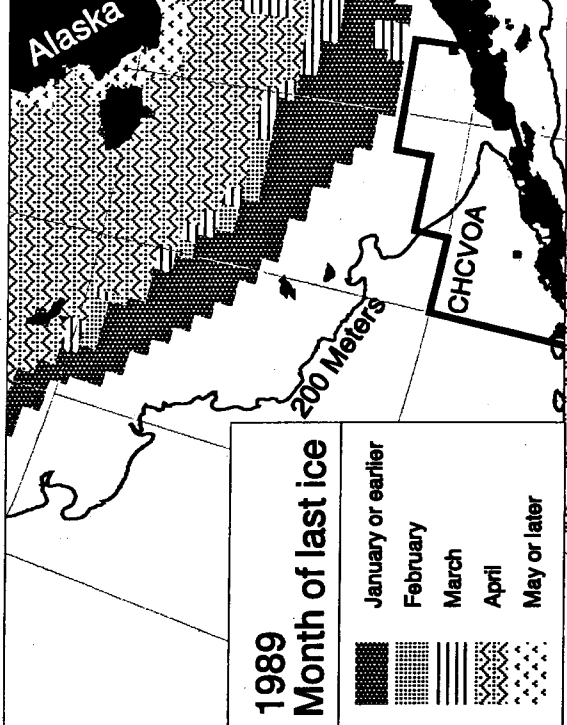 Alaska
CHCVOA
200 Meters
1989
Month of last ice
January or earlier
February
March
April
May or later